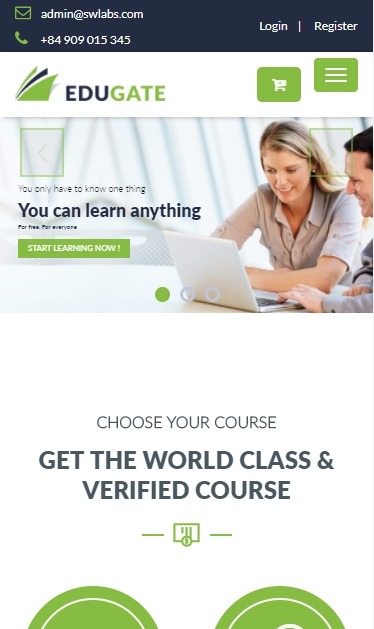 admin@swlabs.com
Login | Register
+84 909 015 345
EDUGATE
You only have to know one thing
You can learn anything
For free. For everyone
START LEARNING NOW !
CHOOSE YOUR COURSE
GET THE WORLD CLASS &
VERIFIED COURSE